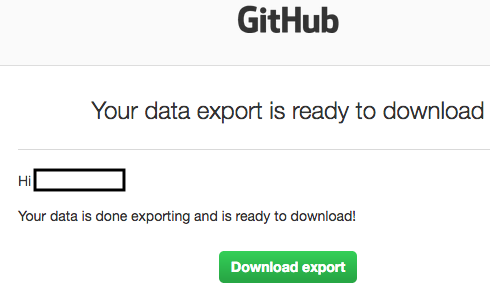 GitHub
Your data export is ready to download
Hi
Your data is done exporting and is ready to download!
Download export